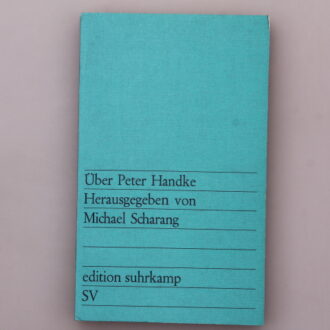 Über Peter Handke
Herausgegeben von
Michael Scharang
edition suhrkamp
SV